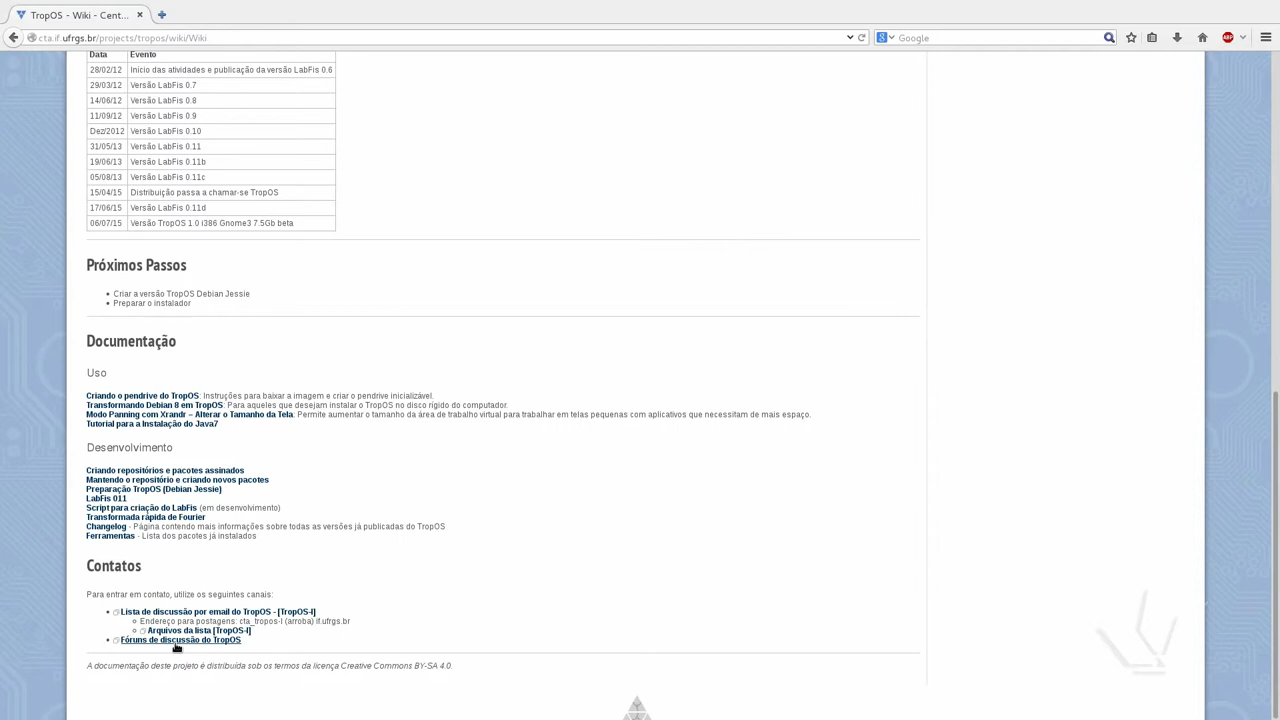 TropOS - Wiki - Cent...
cta.if.ufrgs.br/projects/tropos/wiki/Wiki
Google
ABP
Data Evento
28/02/12 Início das atividades e publicação da versão LabFis 0.6
29/03/12 Versão LabFis 0.7
14/06/12 Versão LabFis 0.8
11/09/12 Versão LabFis 0.9
Dez/2012 Versão LabFis 0.10
31/05/13 Versão LabFis 0.11
19/06/13 Versão LabFis 0.11b
05/08/13 Versão LabFis 0.11c
15/04/15 Distribuição passa a chamar-se TropOS
17/06/15 Versão LabFis 0.11d
06/07/15 Versão TropOS 1.0 i386 Gnome3 7.5Gb beta
Próximos Passos
Criar a versão TropOS Debian Jessie
Preparar o instalador
Documentação
Uso
Criando o pendrive do TropOS: Instruções para baixar a imagem e criar o pendrive inicializável.
Transformando Debian 8 em TropOS: Para aqueles que desejam instalar o TropOS no disco rígido do computador.
Modo Panning com Xrandr – Alterar o Tamanho da Tela: Permite aumentar o tamanho da área de trabalho virtual para trabalhar em telas pequenas com aplicativos que necessitam de mais espaço.
Tutorial para a Instalação do Java7
Desenvolvimento
Criando repositórios e pacotes assinados
Mantendo o repositório e criando novos pacotes
Preparação TropOS [Debian Jessie]
LabFis 011
Script para criação do LabFis (em desenvolvimento)
Transformada rápida de Fourier
Changelog - Página contendo mais informações sobre todas as versões já publicadas do TropOS
Ferramentas - Lista dos pacotes já instalados
Contatos
Para entrar em contato, utilize os seguintes canais:
Lista de discussão por email do TropOS - [TropOS-l]
Endereço para postagens: cta_tropos-l (arroba) if.ufrgs.br
Arquivos da lista [TropOS-l]
Fóruns de discussão do TropOS
A documentação deste projeto é distribuída sob os termos da licença Creative Commons BY-SA 4.0.